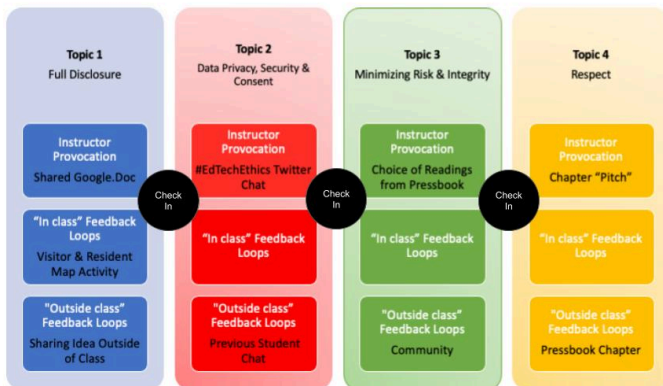 Topic 1
Full Disclosure
Instructor
Provocation
Shared Google.Doc
“In class” Feedback
Loops
Visitor & Resident
Map Activity
"Outside class”
Feedback Loops
Sharing Idea Outside
of Class
Check
In
Topic 2
Data Privacy, Security &
Consent
Instructor
Provocation
#EdTechEthics Twitter
Chat
“In class” Feedback
Loops
"Outside class”
Feedback Loops
Previous Student
Chat
Check
In
Topic 3
Minimizing Risk & Integrity
Instructor
Provocation
Choice of Readings
from Pressbook
“In class” Feedback
Loops
"Outside class”
Feedback Loops
Community
Check
In
Topic 4
Respect
Instructor
Provocation
Chapter “Pitch”
“In class” Feedback
Loops
"Outside class”
Feedback Loops
Pressbook Chapter